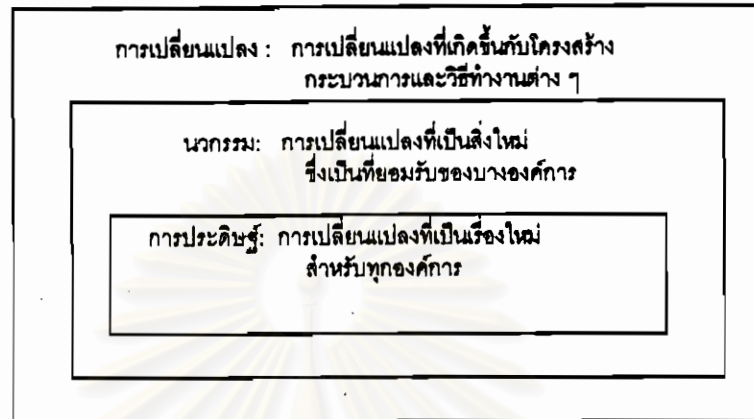 การเปลี่ยนแปลง : การเปลี่ยนแปลงที่เกิดขึ้นกับโครงสร้าง
กระบวนการและวิธีทำงานต่าง ๆ
นวกรรม: การเปลี่ยนแปลงที่เป็นสิ่งใหม่
ซึ่งเป็นที่ยอมรับของบางองค์การ
การประดิษฐ์: การเปลี่ยนแปลงที่เป็นเรื่องใหม่
สำหรับทุกองค์การ